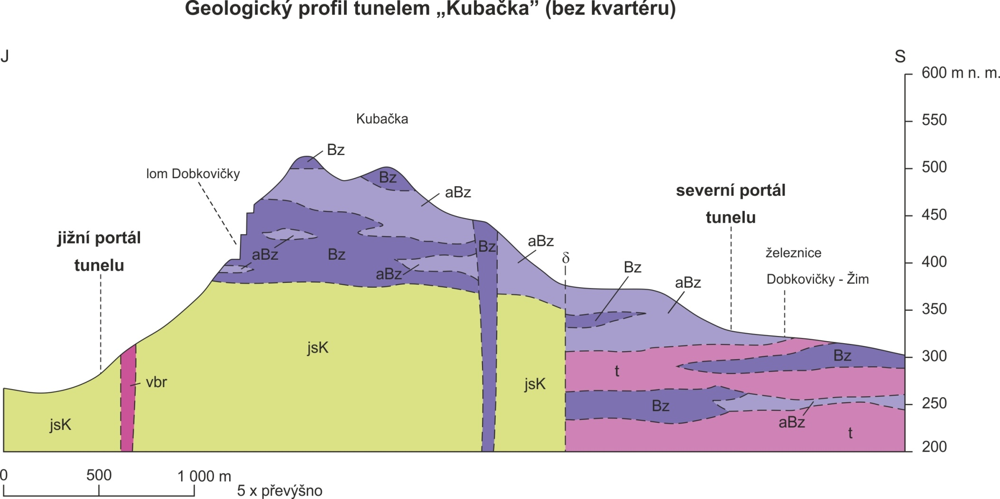 Geologický profil tunelem „Kubačka” (bez kvartéru)
J
S
600 m n. m.
550
Kubačka
Bz
500
lom Dobkovičky
Bz
aBz
severní portál
tunelu
450
jižní portál
tunelu
aBz
Bz
Bz
aBz
aBz
δ
Bz
aBz
železnice
Dobkovičky - Žim
400
aBz
350
jsK
300
Bz
t
vbr
jsK
250
Bz
aBz
jsK
t
200
0
500
1 000 m
5 x převýšno